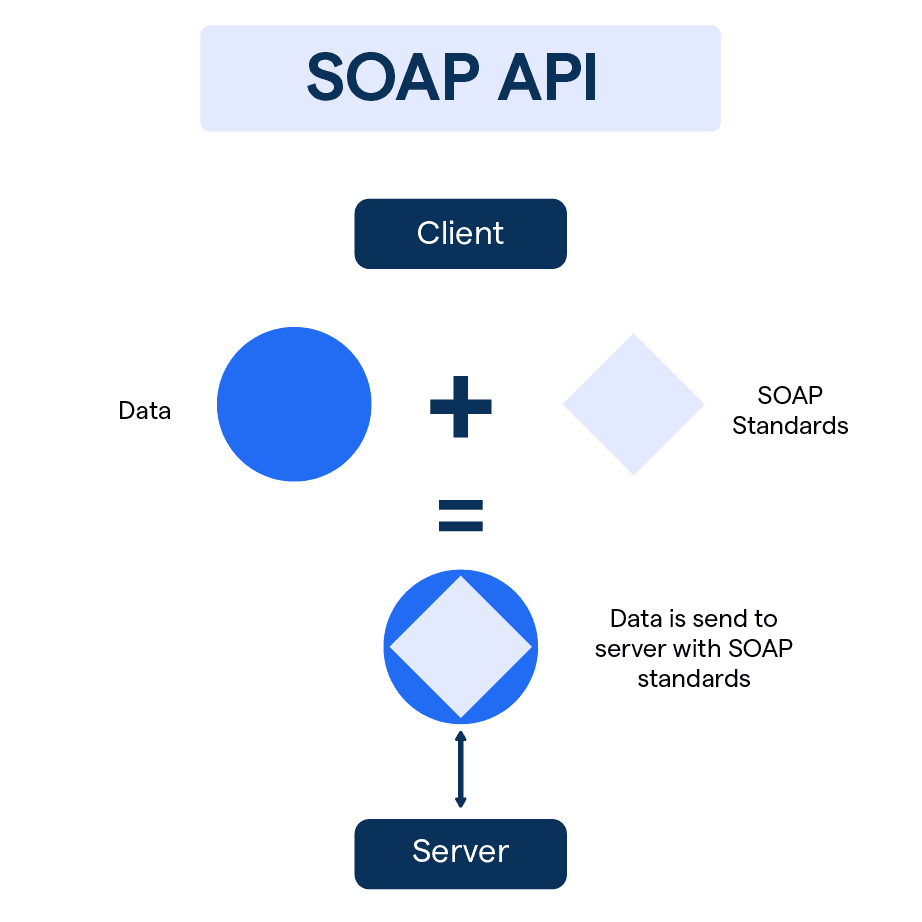 SOAP API
Client
Data
SOAP
Standards
Data is send to
server with SOAP
standards
Server